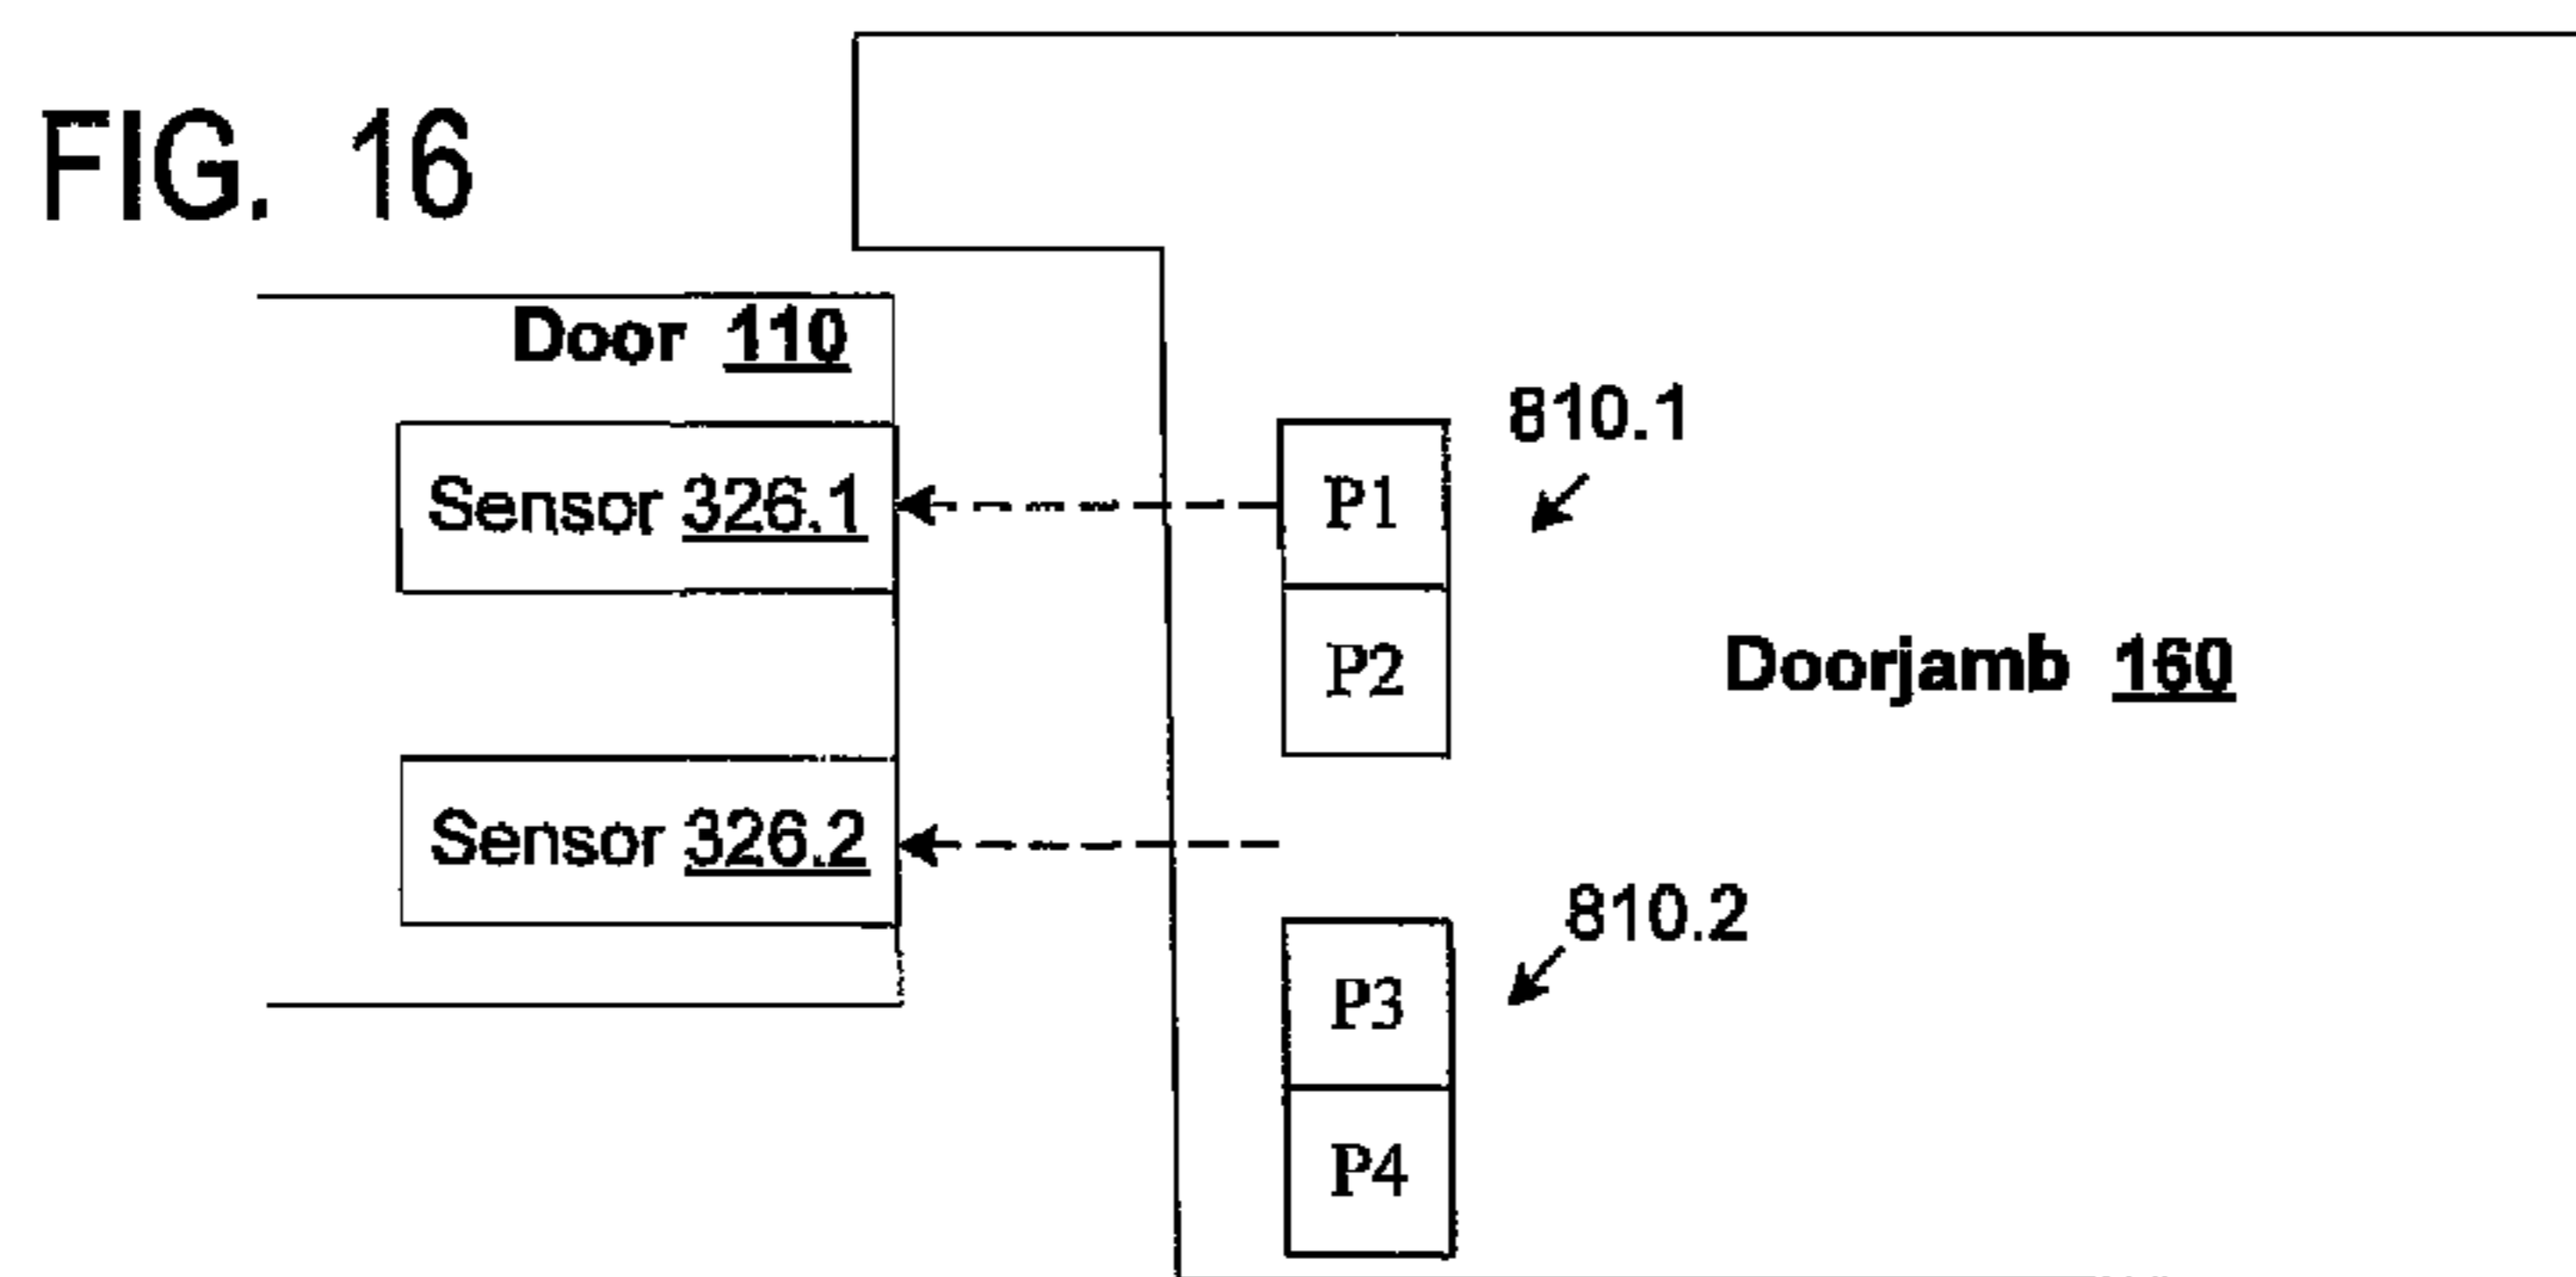 FIG. 16
Door 110
Sensor 326.1
P1
810.1
P2
Doorjamb 160
Sensor 326.2
810.2
P3
P4